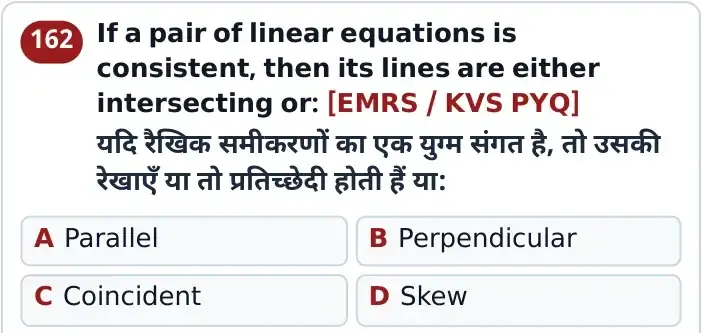 162 If a pair of linear equations is
consistent, then its lines are either
intersecting or: [EMRS / KVS PYQ]
यदि रैखिक समीकरणों का एक युग्म संगत है, तो उसकी
रेखाएँ या तो प्रतिच्छेदी होती हैं या:
A Parallel
B Perpendicular
C Coincident
D Skew